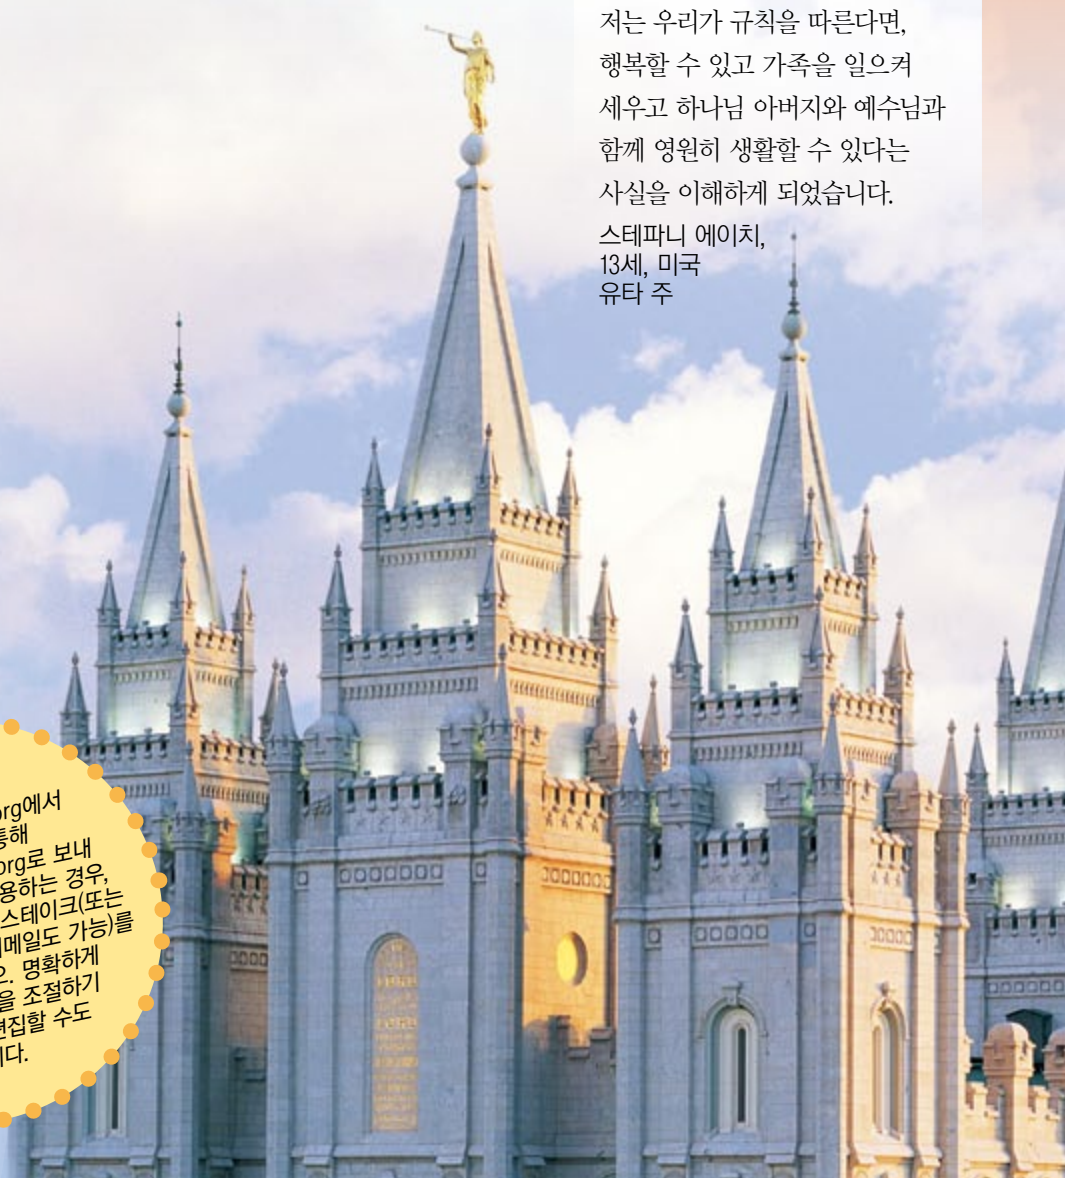 저는 우리가 규칙을 따른다면,
행복할 수 있고 가족을 일으켜
세우고 하나님 아버지와 예수님과
함께 영원히 생활할 수 있다는
사실을 이해하게 되었습니다.
스테파니 에이치,
13세, 미국
유타 주
org에서
통해
org로 보내
용하는 경우,
스테이크(또는
메일도 가능)를
오. 명확하게
을 조절하기
편집할 수도
니다.